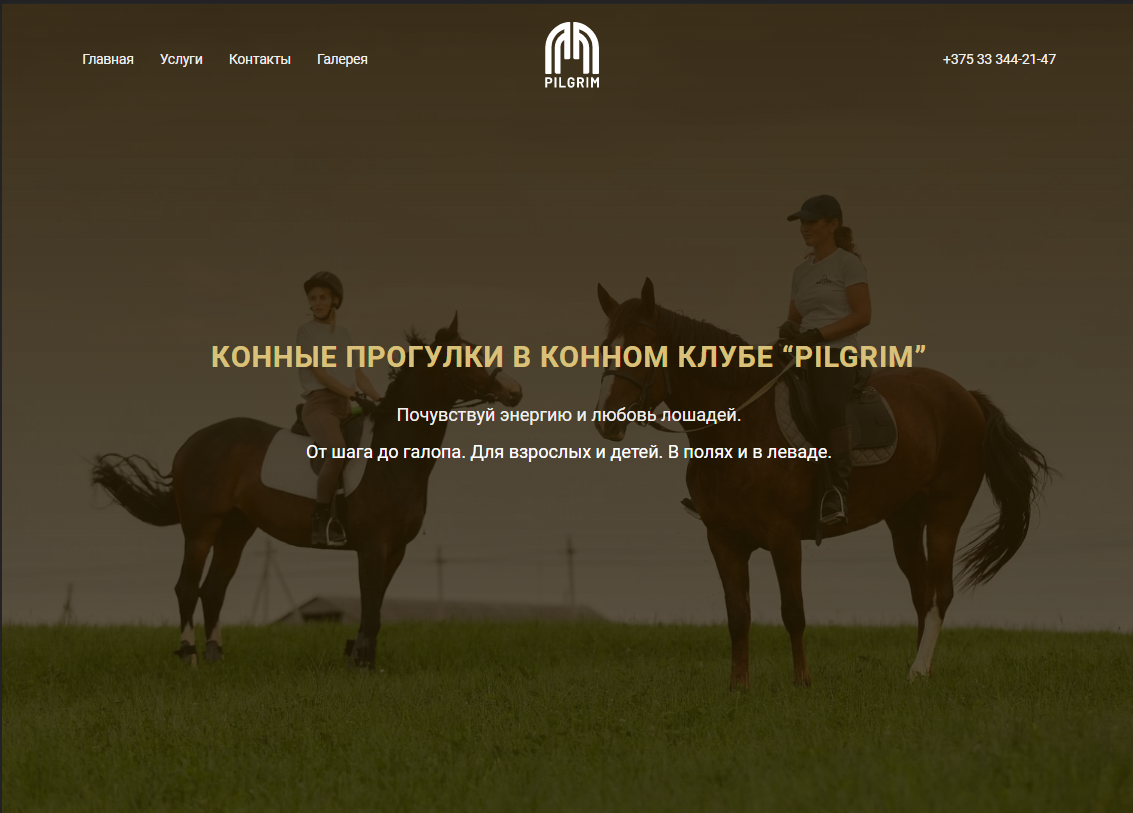 Главная Услуги Контакты Галерея
PILGRIM
+375 33 344-21-47
КОННЫЕ ПРОГУЛКИ В КОННОМ КЛУБЕ “PILGRIM”
Почувствуй энергию и любовь лошадей.
От шага до галопа. Для взрослых и детей. В полях и в леваде.